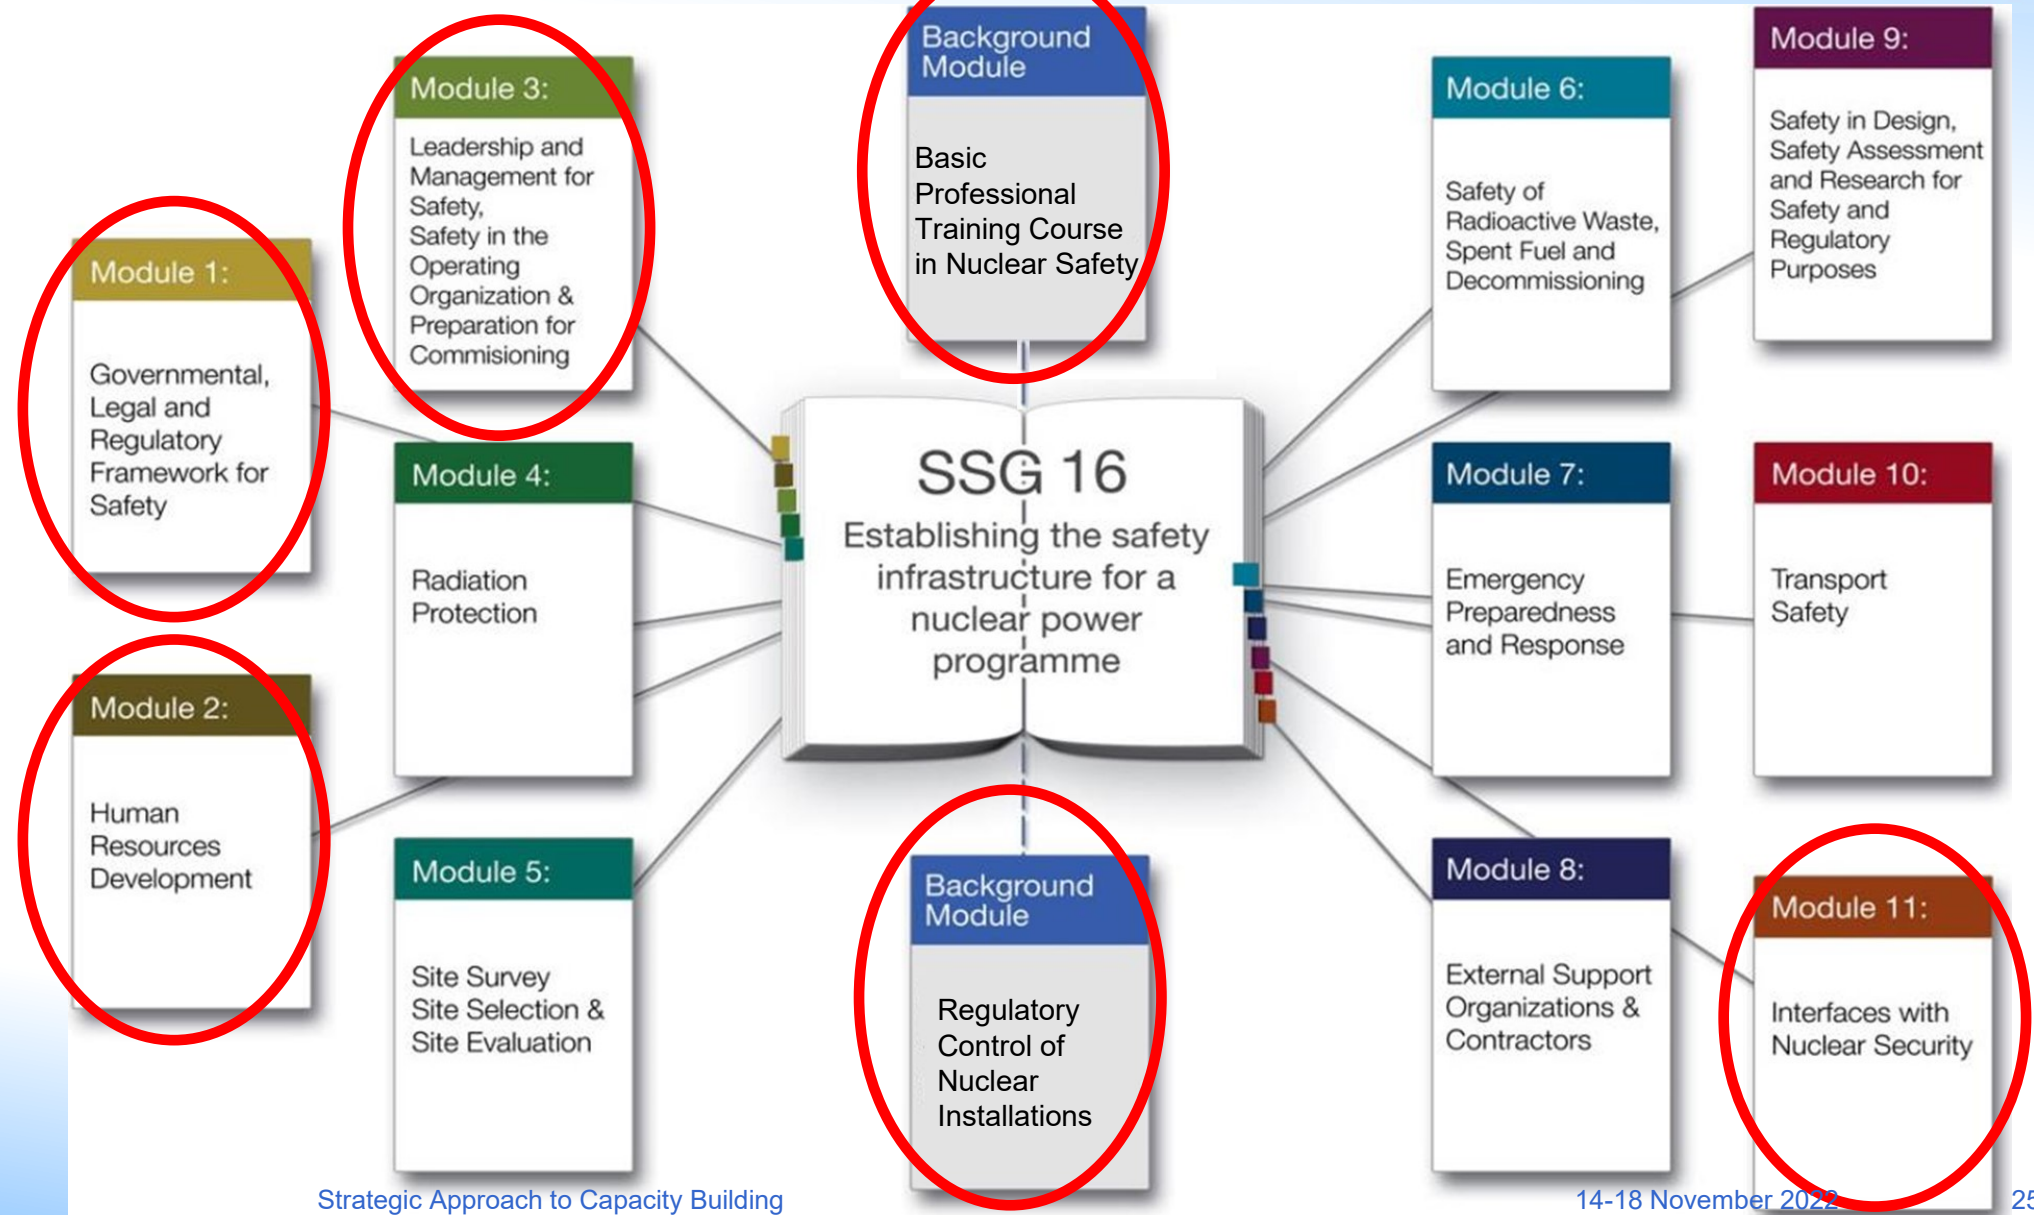 Module 1:
Governmental,
Legal and
Regulatory
Framework for
Safety
Module 2:
Human
Resources
Development
Module 3:
Leadership and
Management for
Safety,
Safety in the
Operating
Organization &
Preparation for
Commisioning
Module 4:
Radiation
Protection
Module 5:
Site Survey
Site Selection &
Site Evaluation
Background
Module
Basic
Professional
Training Course
in Nuclear Safety
SSG 16
Establishing the safety
infrastructure for a
nuclear power
programme
Background
Module
Regulatory
Control of
Nuclear
Installations
Module 6:
Safety of
Radioactive Waste,
Spent Fuel and
Decommissioning
Module 7:
Emergency
Preparedness
and Response
Module 8:
External Support
Organizations &
Contractors
Module 9:
Safety in Design,
Safety Assessment
and Research for
Safety and
Regulatory
Purposes
Module 10:
Transport
Safety
Module 11:
Interfaces with
Nuclear Security
Strategic Approach to Capacity Building
14-18 November 2022
25